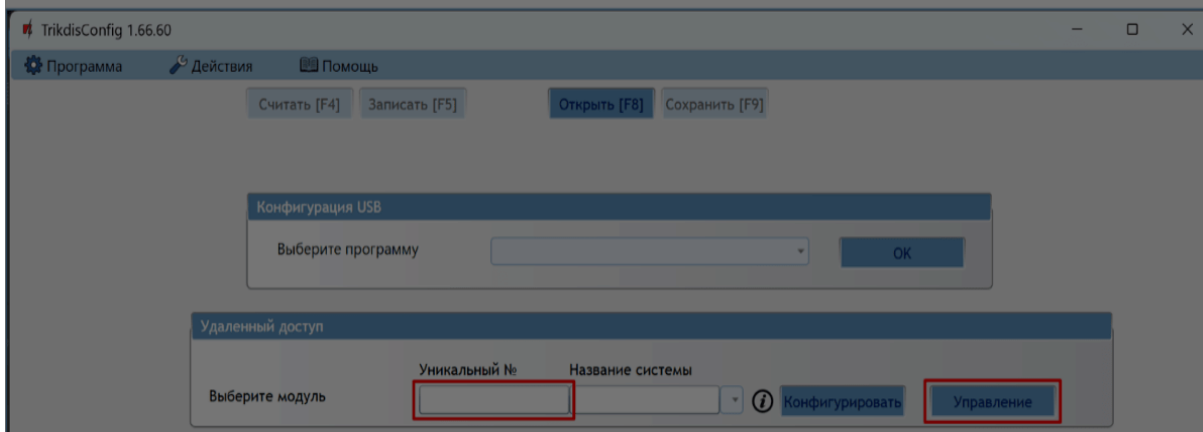 TrikdisConfig 1.66.60
Программа Действия Помощь
Считать [F4] Записать [F5] Открыть [F8] Сохранить [F9]
Конфигурация USB
Выберите программу OK
Удаленный доступ
Уникальный № Название системы
Выберите модуль i Конфигурировать Управление